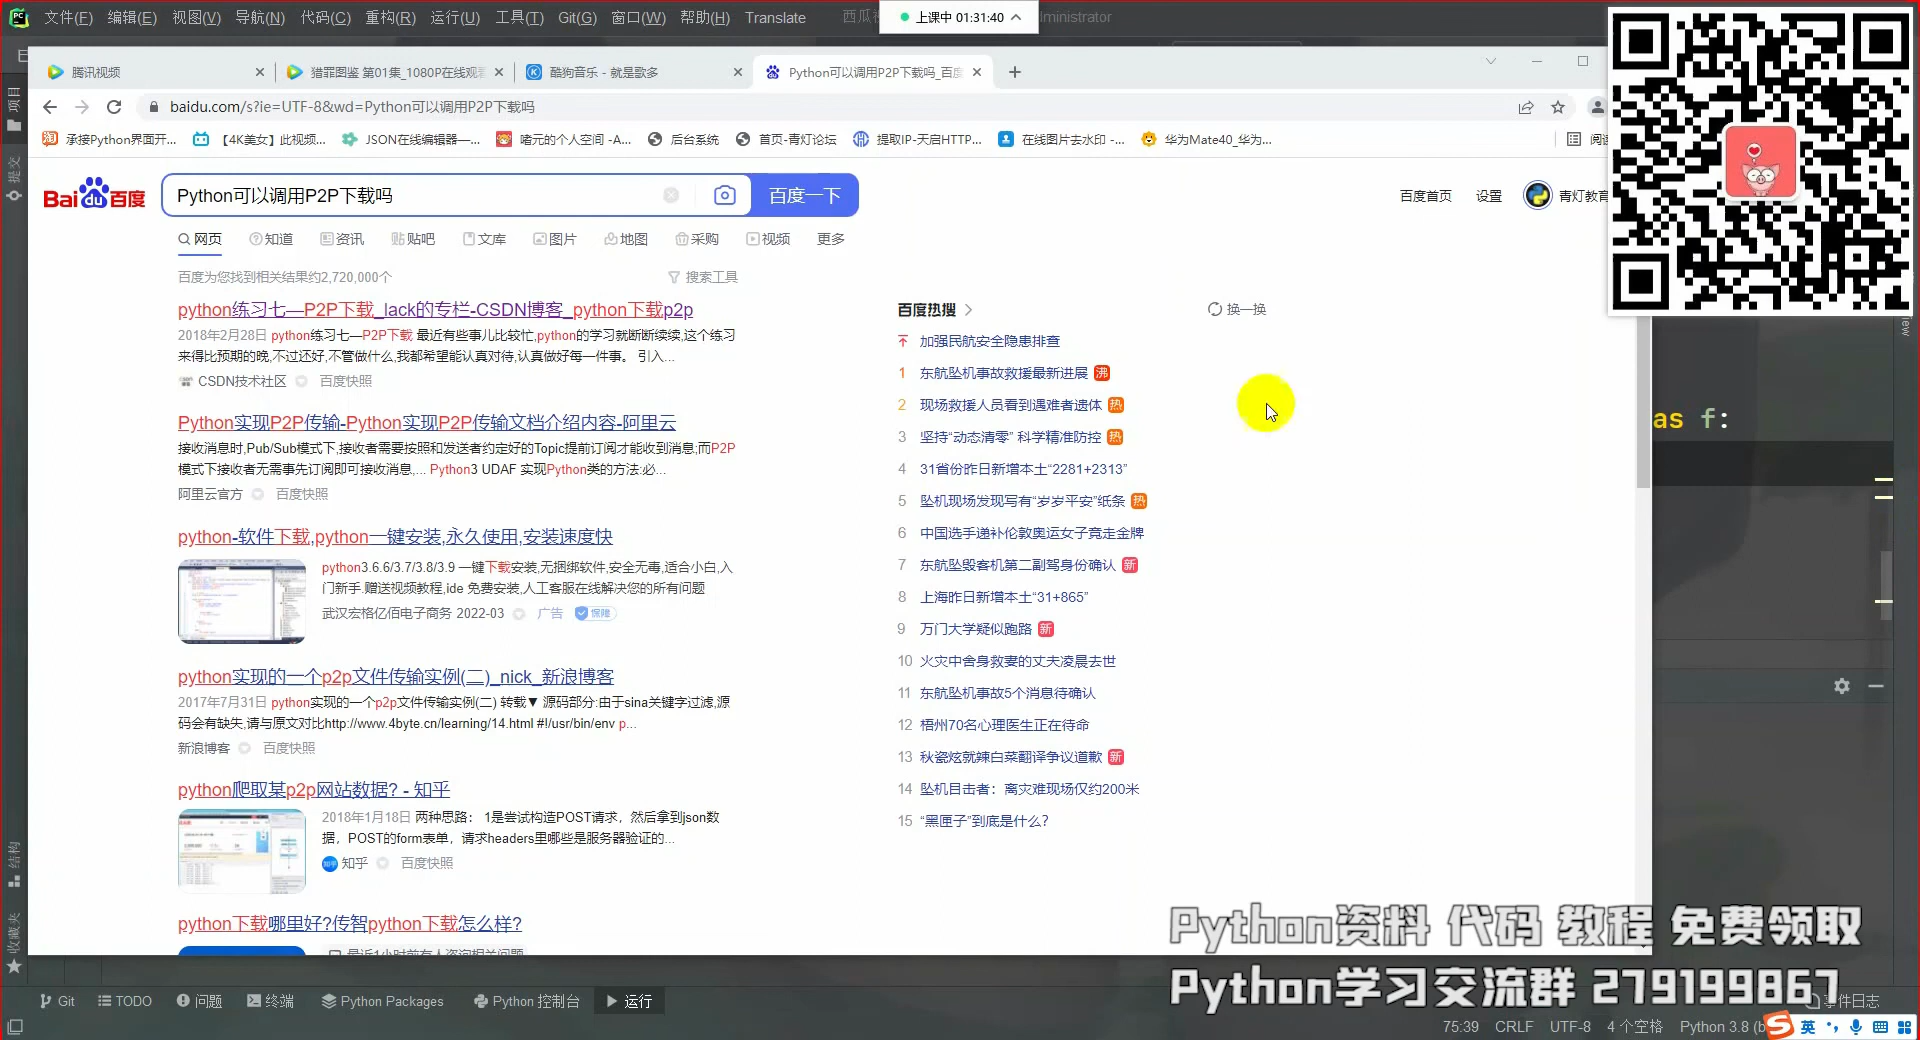 文件(F) 编辑(E) 视图(V) 导航(N) 代码(C) 重构(R) 运行(U) 工具(T) Git(G) 窗口(W) 帮助(H) Translate
上课中 01:31:40
腾讯视频
猎罪图鉴 第01集_1080P在线观看
酷狗音乐 - 就是歌多
Python可以调用P2P下载吗_百度
baidu.com/s?ie=UTF-8&wd=Python可以调用P2P下载吗
承接Python界面开... 【4K美女】此视频... JSON在线编辑器—... 啫元的个人空间 -A... 后台系统 首页-青灯论坛 提取IP-天启HTTP... 在线图片去水印 -... 华为Mate40_华为...
项目
提交
Bai du 百度
Python可以调用P2P下载吗
百度一下
百度首页 设置 青灯教育
网页 知道 资讯 贴吧 文库 图片 地图 采购 视频 更多
百度为您找到相关结果约2,720,000个
搜索工具
python练习七—P2P下载_lack的专栏-CSDN博客_python下载p2p
2018年2月28日 python练习七—P2P下载 最近有些事儿比较忙,python的学习就断断续续,这个练习
来得比预期的晚,不过还好,不管做什么,我都希望能认真对待,认真做好每一件事。 引入...
CSDN技术社区 百度快照
Python实现P2P传输-Python实现P2P传输文档介绍内容-阿里云
接收消息时,Pub/Sub模式下,接收者需要按照和发送者约定好的Topic提前订阅才能收到消息;而P2P
模式下接收者无需事先订阅即可接收消息,... Python3 UDAF 实现Python类的方法:必...
阿里云官方 百度快照
python-软件下载,python一键安装,永久使用,安装速度快
python3.6.6/3.7/3.8/3.9 一键下载安装,无捆绑软件,安全无毒,适合小白,入
门新手.赠送视频教程,ide 免费安装,人工客服在线解决您的所有问题
武汉宏格亿佰电子商务 2022-03 广告 保障
python实现的一个p2p文件传输实例(二)_nick_新浪博客
2017年7月31日 python实现的一个p2p文件传输实例(二) 转载▼ 源码部分:由于sina关键字过滤,源
码会有缺失,请与原文对比http://www.4byte.cn/learning/14.html #!/usr/bin/env p...
新浪博客 百度快照
python爬取某p2p网站数据? - 知乎
2018年1月18日 两种思路： 1是尝试构造POST请求，然后拿到json数
据，POST的form表单，请求headers里哪些是服务器验证的...
知乎 百度快照
python下载哪里好?传智python下载怎么样?
最近1小时前有人咨询相关问题
百度热搜
换一换
加强民航安全隐患排查
1 东航坠机事故救援最新进展 沸
2 现场救援人员看到遇难者遗体 热
3 坚持“动态清零” 科学精准防控 热
4 31省份昨日新增本土“2281+2313”
5 坠机现场发现写有“岁岁平安”纸条 热
6 中国选手递补伦敦奥运女子竞走金牌
7 东航坠毁客机第二副驾身份确认 新
8 上海昨日新增本土“31+865”
9 万门大学疑似跑路 新
10 火灾中舍身救妻的丈夫凌晨去世
11 东航坠机事故5个消息待确认
12 梧州70名心理医生正在待命
13 秋瓷炫就辣白菜翻译争议道歉 新
14 坠机目击者：离灾难现场仅约200米
15 “黑匣子”到底是什么?
as f:
结构
收藏夹
Python资料 代码 教程 免费领取
Python学习交流群 279199867
Git TODO 问题 终端 Python Packages Python 控制台 运行
事件日志
75:39 CRLF UTF-8 4 个空格 Python 3.8 (b
英